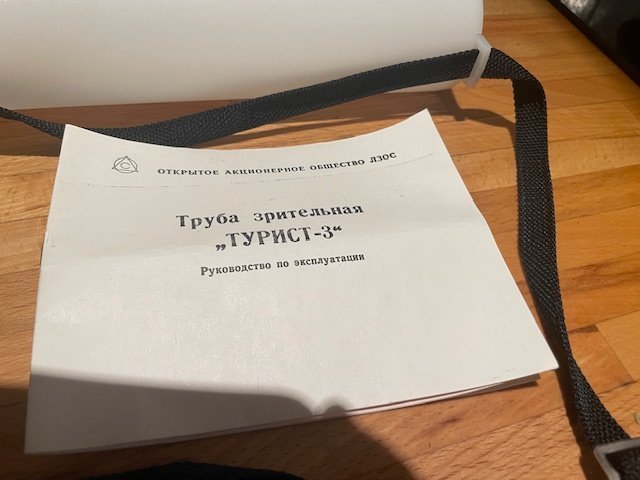 С
ОТКРЫТОЕ АКЦИОНЕРНОЕ ОБЩЕСТВО ЛЗОС
Труба зрительная
„ТУРИСТ-3“
Руководство по эксплуатации